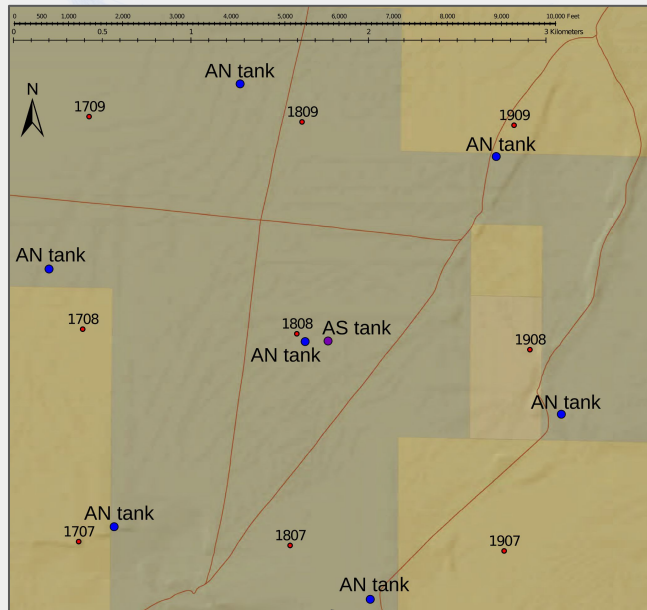 0 500 1,000 2,000 3,000 4,000 5,000 6,000 7,000 8,000 9,000 10,000 Feet
0 0.5 1 2 3 Kilometers
AN tank
N
1709
1809
1909
AN tank
AN tank
1708
1808
AS tank
AN tank
1908
AN tank
AN tank
1707
1807
1907
AN tank